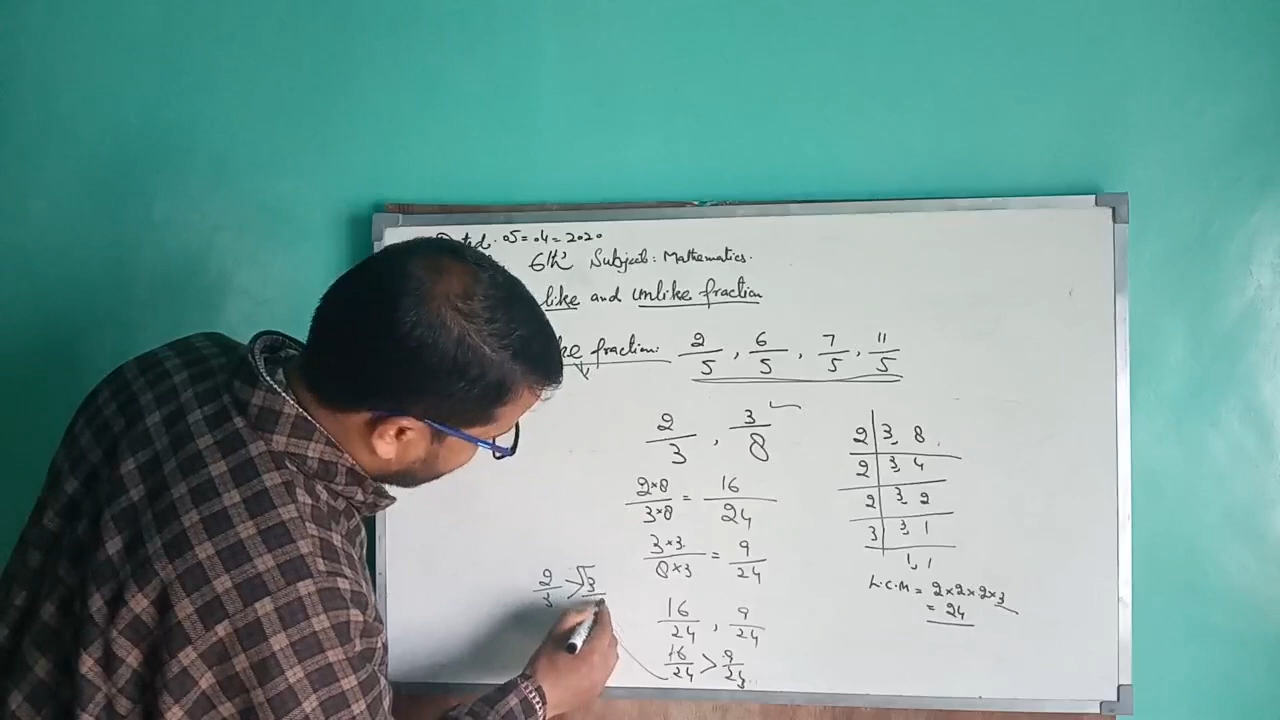 Dated. 05=04=2020
6th Subject: Mathematics.
like and unlike fraction
fraction: 2/5, 6/5, 7/5, 11/5
2/3, 3/8
2×8/3×8 = 16/24
3×3/8×3 = 9/24
16/24, 9/24
16/24 > 9/24
2/3 > 3
2 | 3, 8
2 | 3, 4
2 | 3, 2
3 | 3, 1
1, 1
L.C.M = 2×2×2×3
= 24